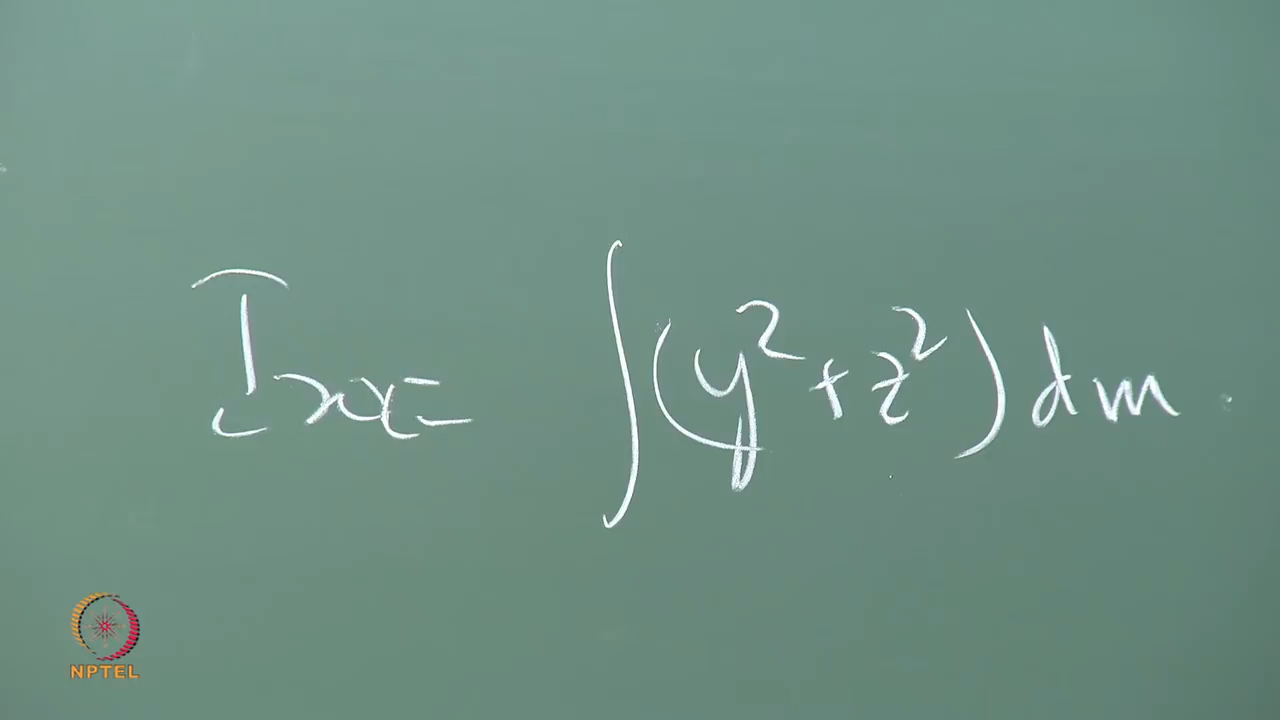 Ixx = ∫(y²+z²)dm
NPTEL